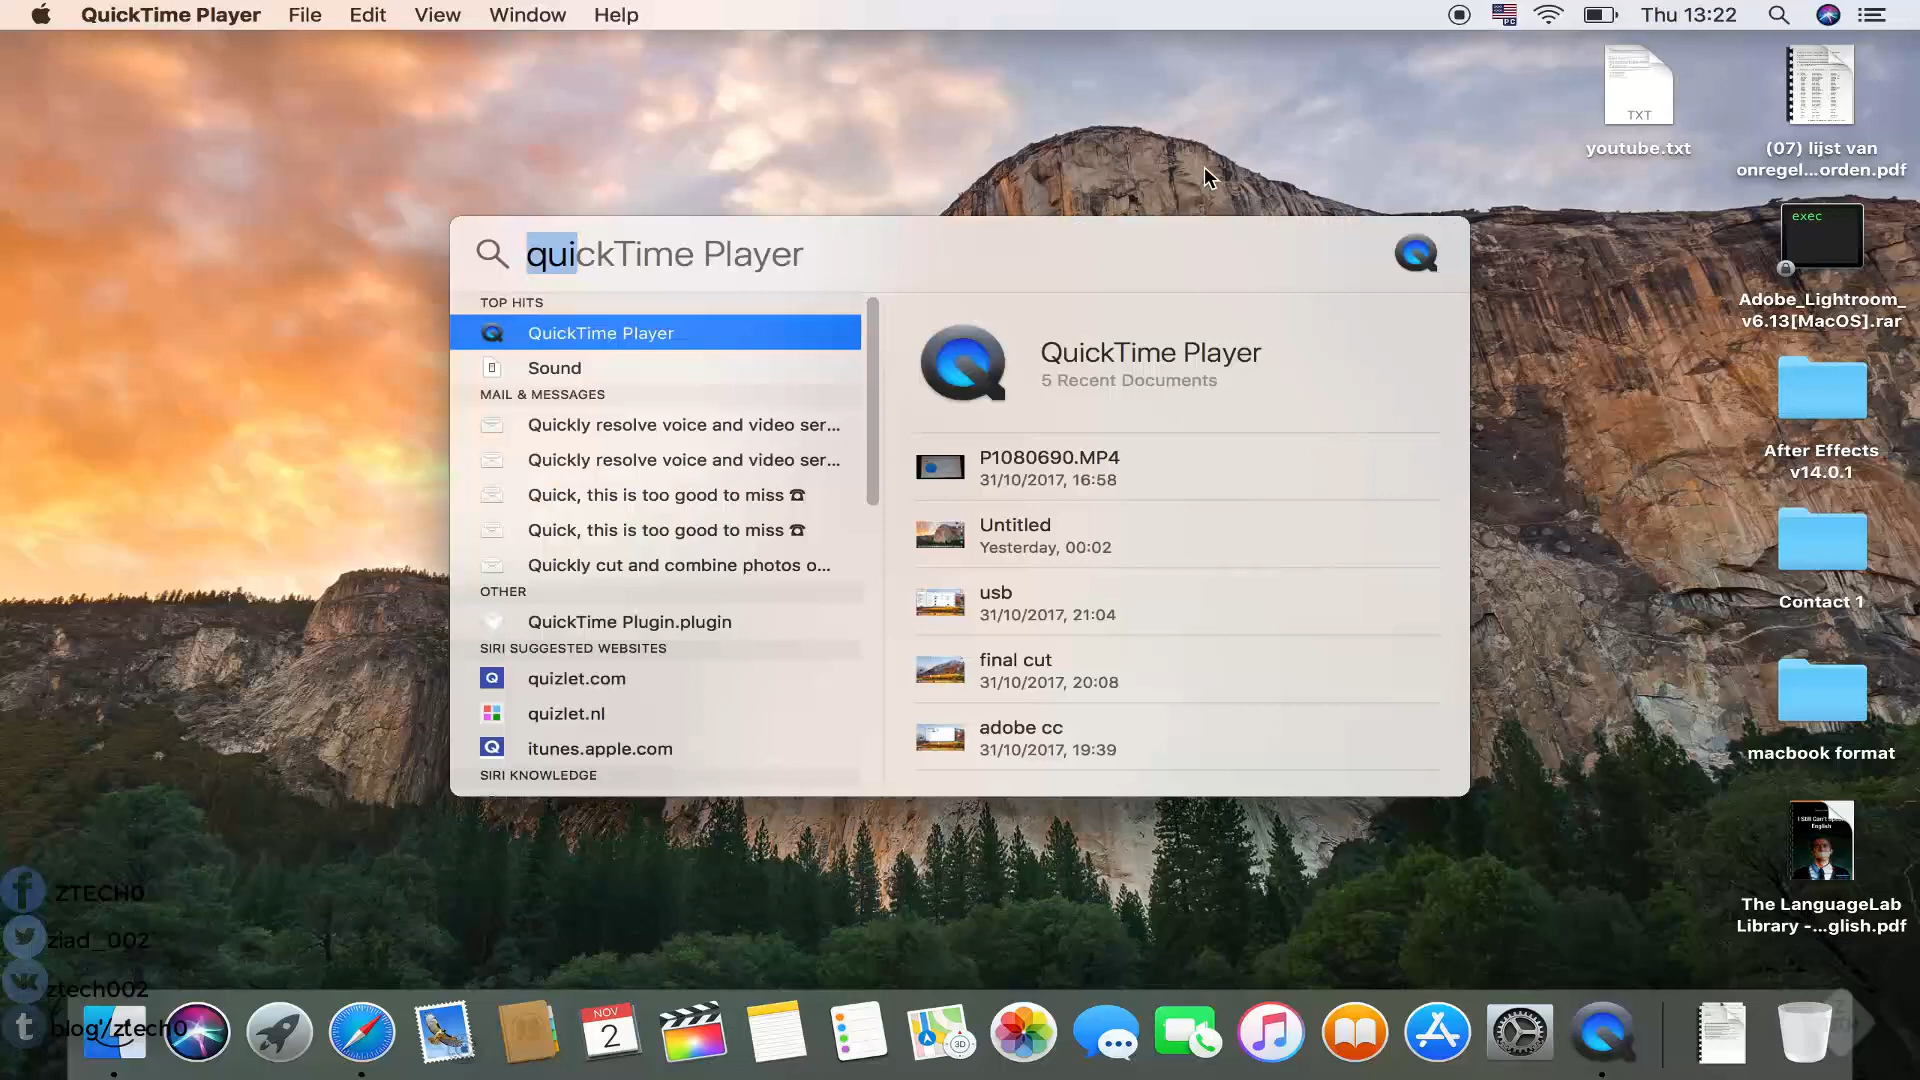 QuickTime Player File Edit View Window Help
PC
Thu 13:22
TXT
youtube.txt
(07) lijst van
onregel...orden.pdf
exec
Adobe_Lightroom_
v6.13[MacOS].rar
After Effects
v14.0.1
Contact 1
macbook format
I Still Can't Speak
English
The LanguageLab
Library -...glish.pdf
quickTime Player
TOP HITS
QuickTime Player
Sound
MAIL & MESSAGES
Quickly resolve voice and video ser...
Quickly resolve voice and video ser...
Quick, this is too good to miss ☎
Quick, this is too good to miss ☎
Quickly cut and combine photos o...
OTHER
QuickTime Plugin.plugin
SIRI SUGGESTED WEBSITES
quizlet.com
quizlet.nl
itunes.apple.com
SIRI KNOWLEDGE
QuickTime Player
5 Recent Documents
P1080690.MP4
31/10/2017, 16:58
Untitled
Yesterday, 00:02
usb
31/10/2017, 21:04
final cut
31/10/2017, 20:08
adobe cc
31/10/2017, 19:39
ZTECH0
ziad_002
ztech002
blog'/ztech0
NOV
2
3D